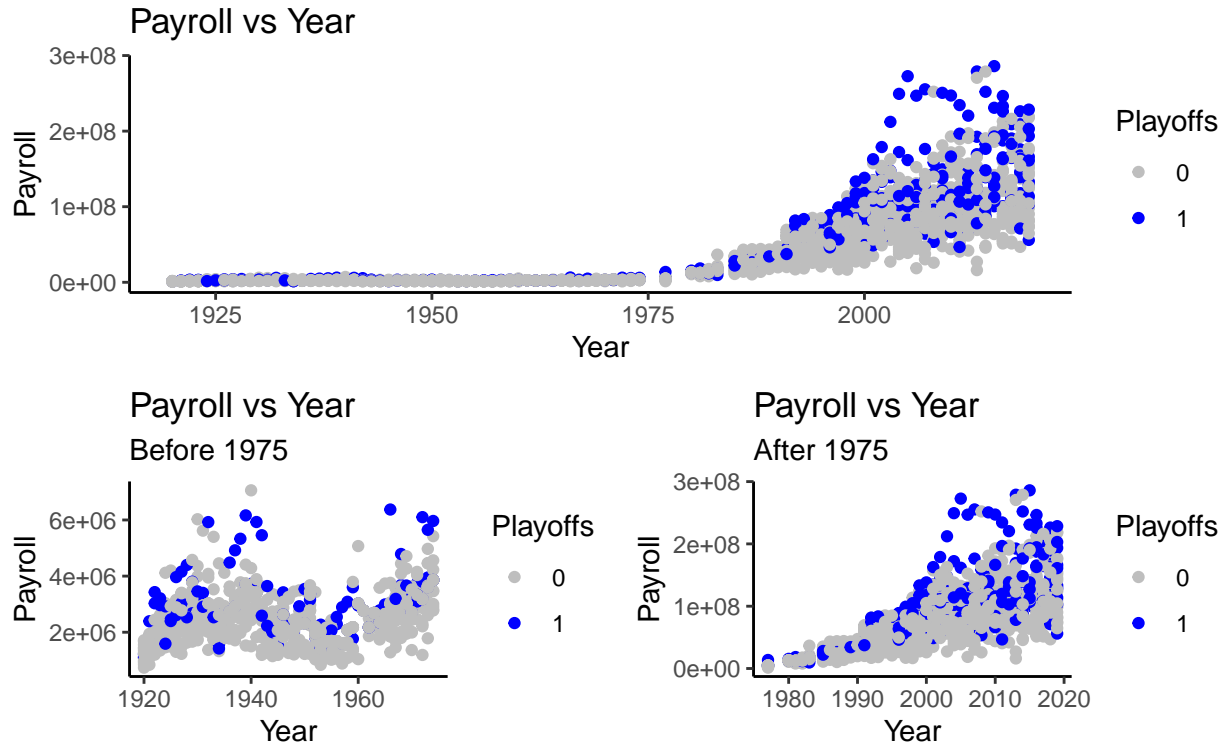 Payroll vs Year
3e+08
2e+08
1e+08
0e+00
Payroll
1925 1950 1975 2000
Year
Playoffs
0
1
Payroll vs Year
Before 1975
6e+06
4e+06
2e+06
Payroll
1920 1940 1960
Year
Playoffs
0
1
Payroll vs Year
After 1975
3e+08
2e+08
1e+08
0e+00
Payroll
1980 1990 2000 2010 2020
Year
Playoffs
0
1